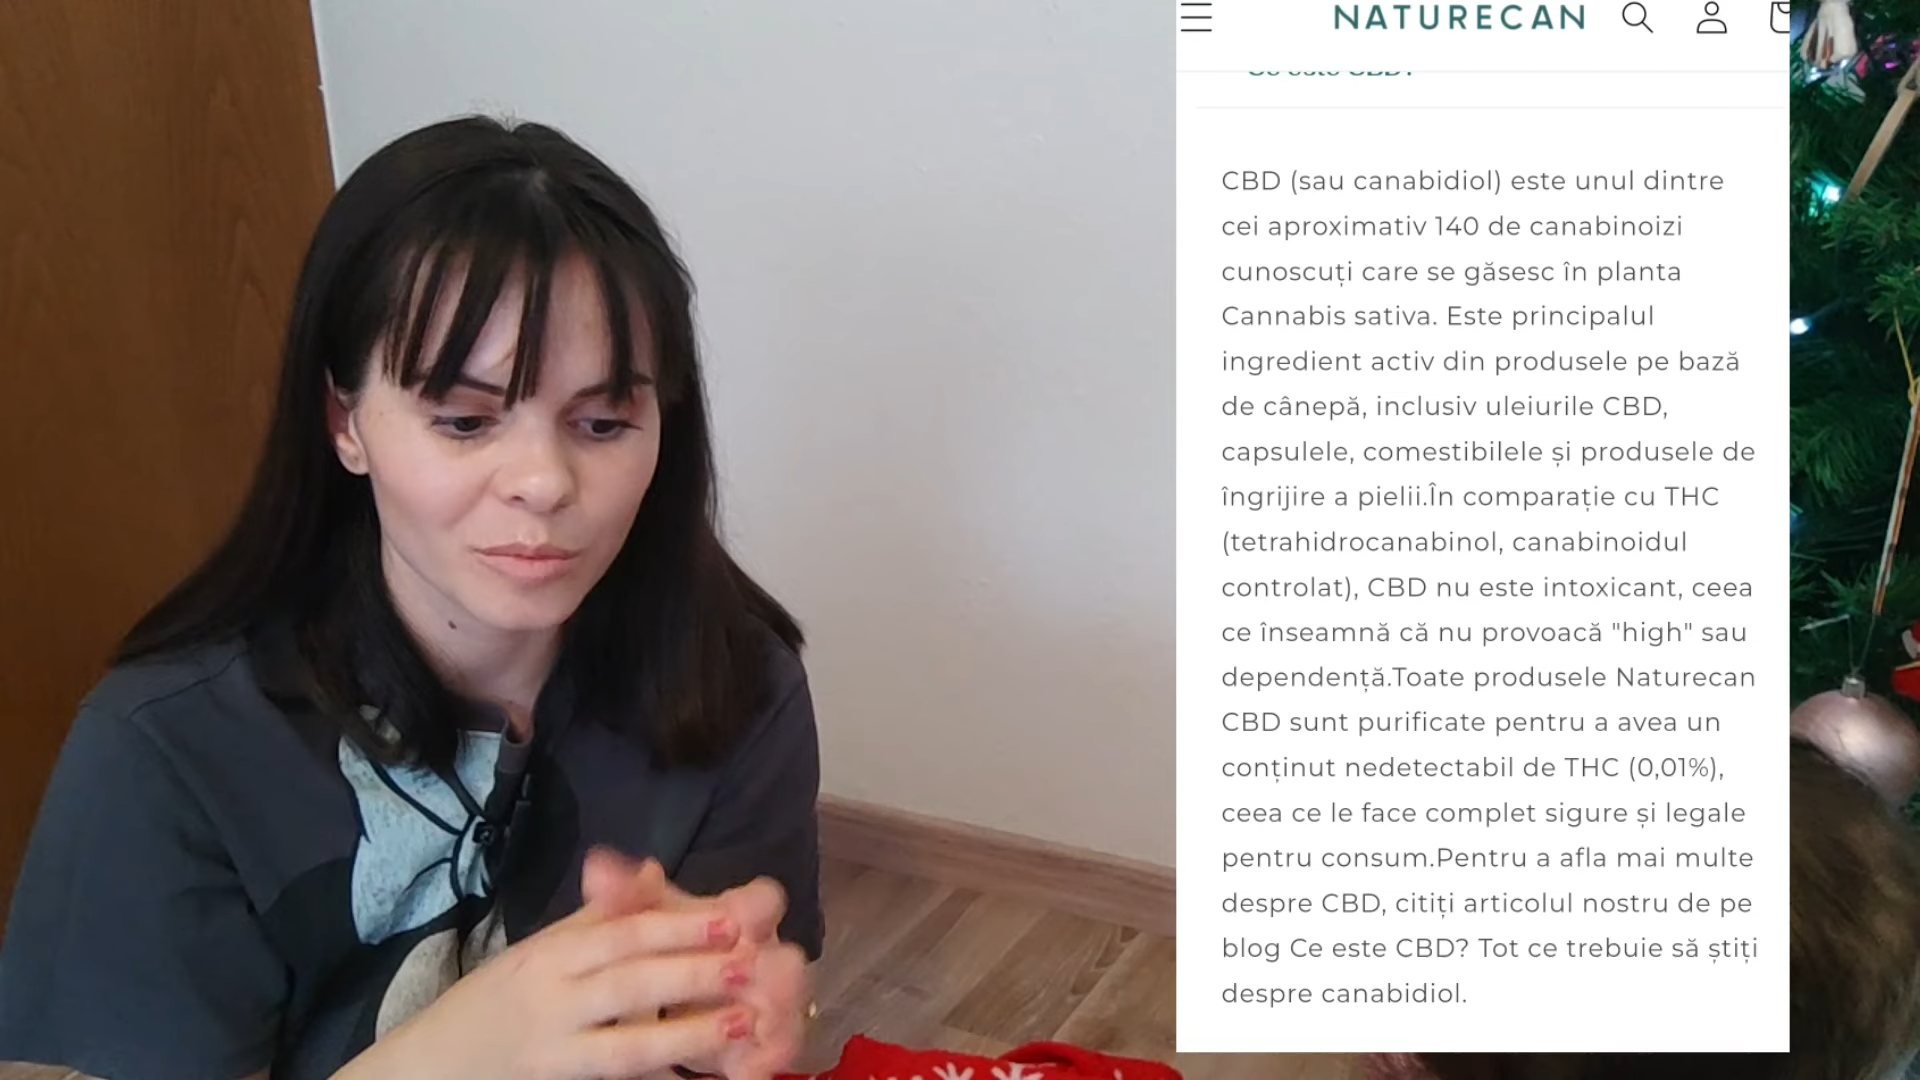 NATURECAN
Ce este CBD?
CBD (sau canabidiol) este unul dintre
cei aproximativ 140 de canabinoizi
cunoscuți care se găsesc în planta
Cannabis sativa. Este principalul
ingredient activ din produsele pe bază
de cânepă, inclusiv uleiurile CBD,
capsulele, comestibilele și produsele de
îngrijire a pielii.În comparație cu THC
(tetrahidrocanabinol, canabinoidul
controlat), CBD nu este intoxicant, ceea
ce înseamnă că nu provoacă "high" sau
dependență.Toate produsele Naturecan
CBD sunt purificate pentru a avea un
conținut nedetectabil de THC (0,01%),
ceea ce le face complet sigure și legale
pentru consum.Pentru a afla mai multe
despre CBD, citiți articolul nostru de pe
blog Ce este CBD? Tot ce trebuie să știți
despre canabidiol.